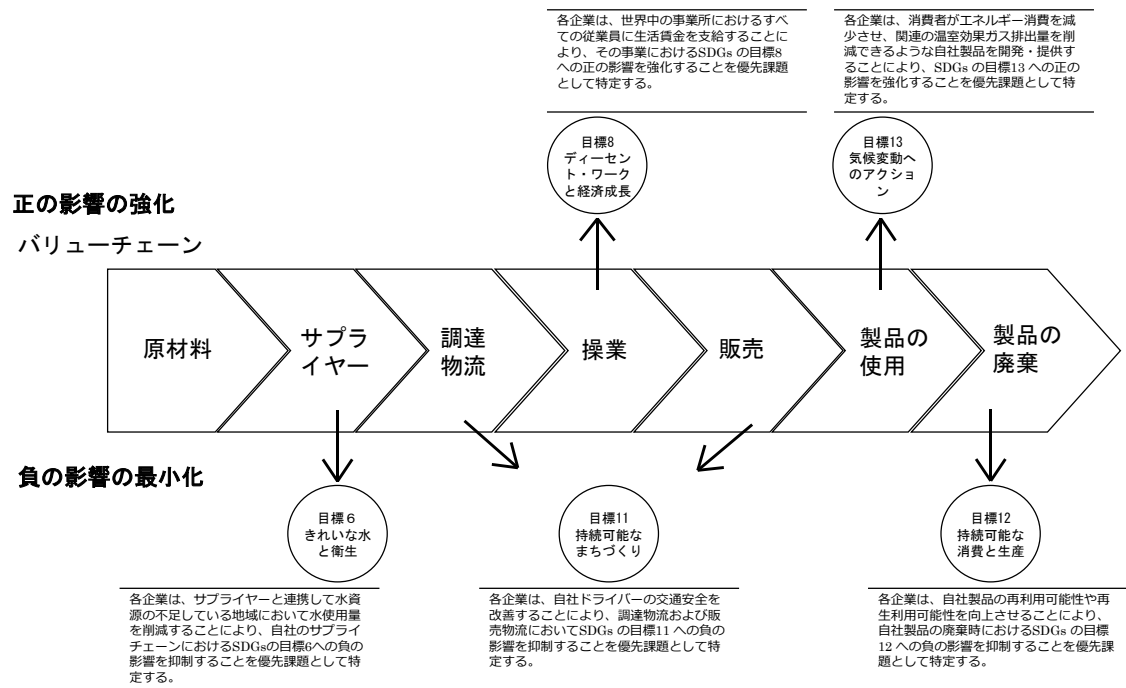 各企業は、世界中の事業所におけるすべ
ての従業員に生活賃金を支給することに
より、その事業におけるSDGs の目標8
への正の影響を強化することを優先課題
として特定する。
各企業は、消費者がエネルギー消費を減
少させ、関連の温室効果ガス排出量を削
減できるような自社製品を開発・提供す
ることにより、SDGs の目標13 への正の
影響を強化することを優先課題として特
定する。
目標8
ディーセン
ト・ワーク
と経済成長
目標13
気候変動へ
のアクショ
ン
正の影響の強化
バリューチェーン
原材料
サプラ
イヤー
調達
物流
操業
販売
製品の
使用
製品の
廃棄
負の影響の最小化
目標６
きれいな水
と衛生
目標11
持続可能な
まちづくり
目標12
持続可能な
消費と生産
各企業は、サプライヤーと連携して水資
源の不足している地域において水使用量
を削減することにより、自社のサプライ
チェーンにおけるSDGsの目標6への負の
影響を抑制することを優先課題として特
定する。
各企業は、自社ドライバーの交通安全を
改善することにより、調達物流および販
売物流においてSDGs の目標11 への負の
影響を抑制することを優先課題として特
定する。
各企業は、自社製品の再利用可能性や再
生利用可能性を向上させることにより、
自社製品の廃棄時におけるSDGs の目標
12 への負の影響を抑制することを優先課
題として特定する。